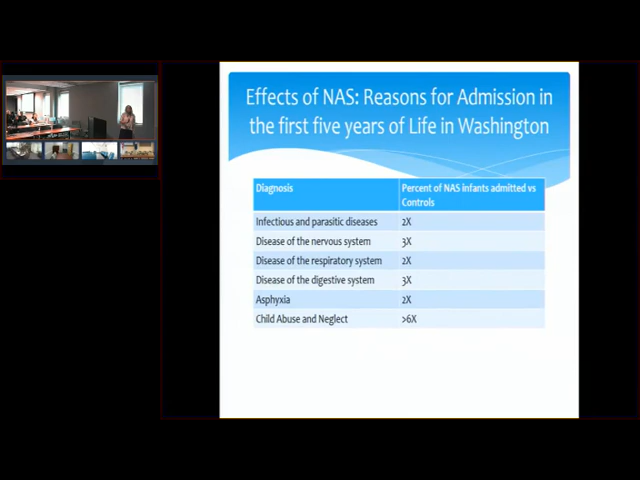 Effects of NAS: Reasons for Admission in
the first five years of Life in Washington
Diagnosis Percent of NAS infants admitted vs
Controls
Infectious and parasitic diseases 2X
Disease of the nervous system 3X
Disease of the respiratory system 2X
Disease of the digestive system 3X
Asphyxia 2X
Child Abuse and Neglect >6X